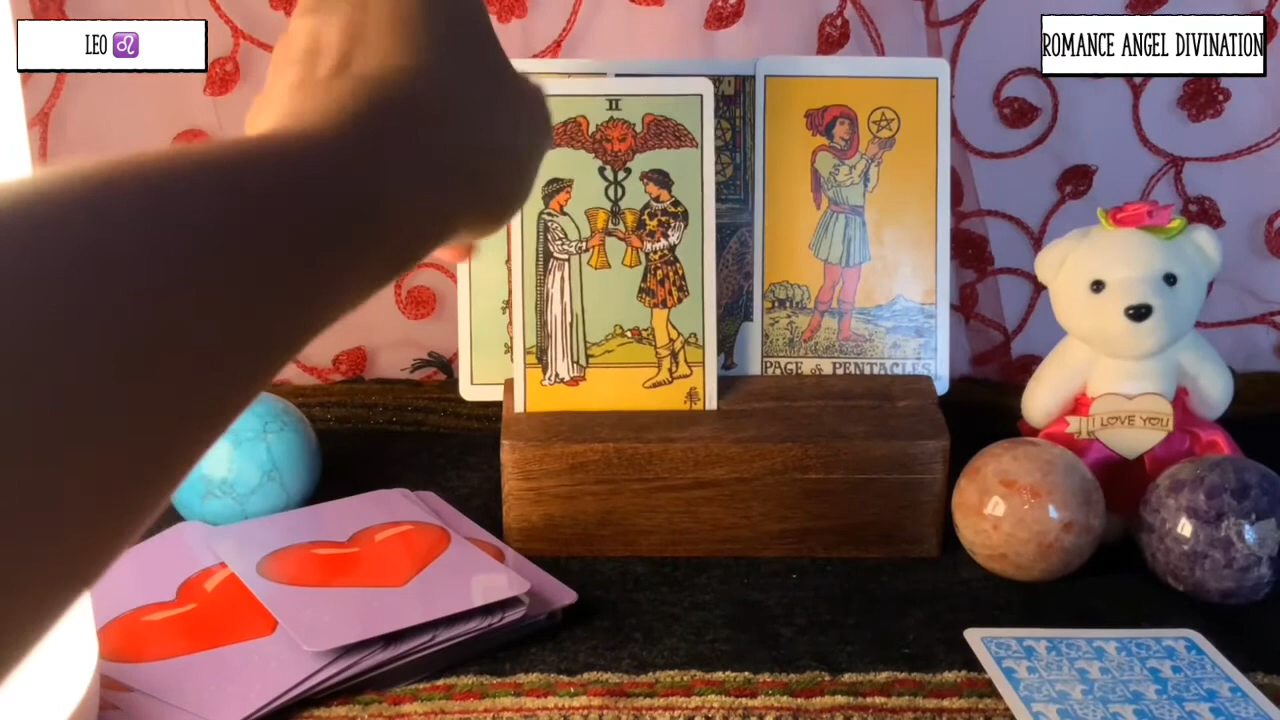 LEO ♌
ROMANCE ANGEL DIVINATION
II
PAGE of PENTACLES
I LOVE YOU